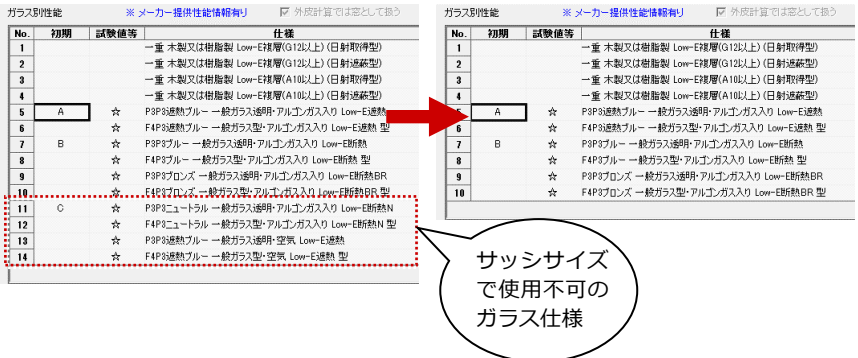 ガラス別性能 ※ メーカー提供性能情報有り 外皮計算では窓として扱う
No. 初期 試験値等 仕様
1 一重 木製又は樹脂製 Low-E複層(G12以上)(日射取得型)
2 一重 木製又は樹脂製 Low-E複層(G12以上)(日射遮蔽型)
3 一重 木製又は樹脂製 Low-E複層(A10以上)(日射取得型)
4 一重 木製又は樹脂製 Low-E複層(A10以上)(日射遮蔽型)
5 A ☆ P3P3遮熱ブルー 一般ガラス透明・アルゴンガス入り Low-E遮熱
6 ☆ F4P3遮熱ブルー 一般ガラス型・アルゴンガス入り Low-E遮熱 型
7 B ☆ P3P3ブルー 一般ガラス透明・アルゴンガス入り Low-E断熱
8 ☆ F4P3ブルー 一般ガラス型・アルゴンガス入り Low-E断熱 型
9 ☆ P3P3ブロンズ 一般ガラス透明・アルゴンガス入り Low-E断熱BR
10 ☆ F4P3ブロンズ 一般ガラス型・アルゴンガス入り Low-E断熱BR 型
11 C ☆ P3P3ニュートラル 一般ガラス透明・アルゴンガス入り Low-E断熱N
12 ☆ F4P3ニュートラル 一般ガラス型・アルゴンガス入り Low-E断熱N 型
13 ☆ P3P3遮熱ブルー 一般ガラス透明・空気 Low-E遮熱
14 ☆ F4P3遮熱ブルー 一般ガラス型・空気 Low-E遮熱 型
ガラス別性能 ※ メーカー提供性能情報有り 外皮計算では窓として扱う
No. 初期 試験値等 仕様
1 一重 木製又は樹脂製 Low-E複層(G12以上)(日射取得型)
2 一重 木製又は樹脂製 Low-E複層(G12以上)(日射遮蔽型)
3 一重 木製又は樹脂製 Low-E複層(A10以上)(日射取得型)
4 一重 木製又は樹脂製 Low-E複層(A10以上)(日射遮蔽型)
5 A ☆ P3P3遮熱ブルー 一般ガラス透明・アルゴンガス入り Low-E遮熱
6 ☆ F4P3遮熱ブルー 一般ガラス型・アルゴンガス入り Low-E遮熱 型
7 B ☆ P3P3ブルー 一般ガラス透明・アルゴンガス入り Low-E断熱
8 ☆ F4P3ブルー 一般ガラス型・アルゴンガス入り Low-E断熱 型
9 ☆ P3P3ブロンズ 一般ガラス透明・アルゴンガス入り Low-E断熱BR
10 ☆ F4P3ブロンズ 一般ガラス型・アルゴンガス入り Low-E断熱BR 型
サッシサイズ
で使用不可の
ガラス仕様